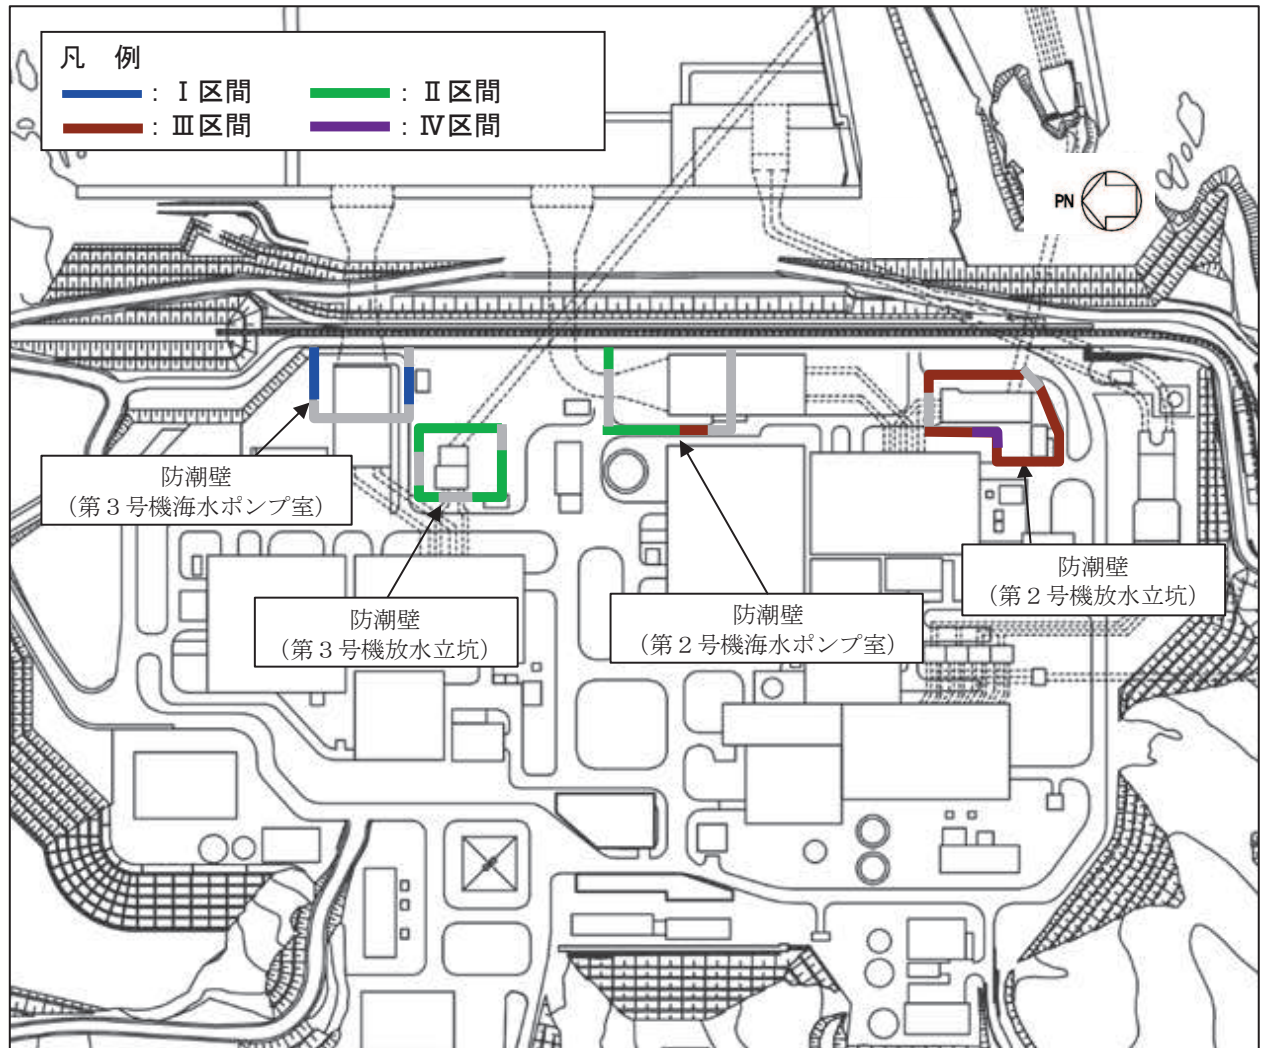 凡　例
：Ⅰ区間
：Ⅱ区間
：Ⅲ区間
：Ⅳ区間
PN
防潮壁
（第３号機海水ポンプ室）
防潮壁
（第３号機放水立坑）
防潮壁
（第２号機海水ポンプ室）
防潮壁
（第２号機放水立坑）